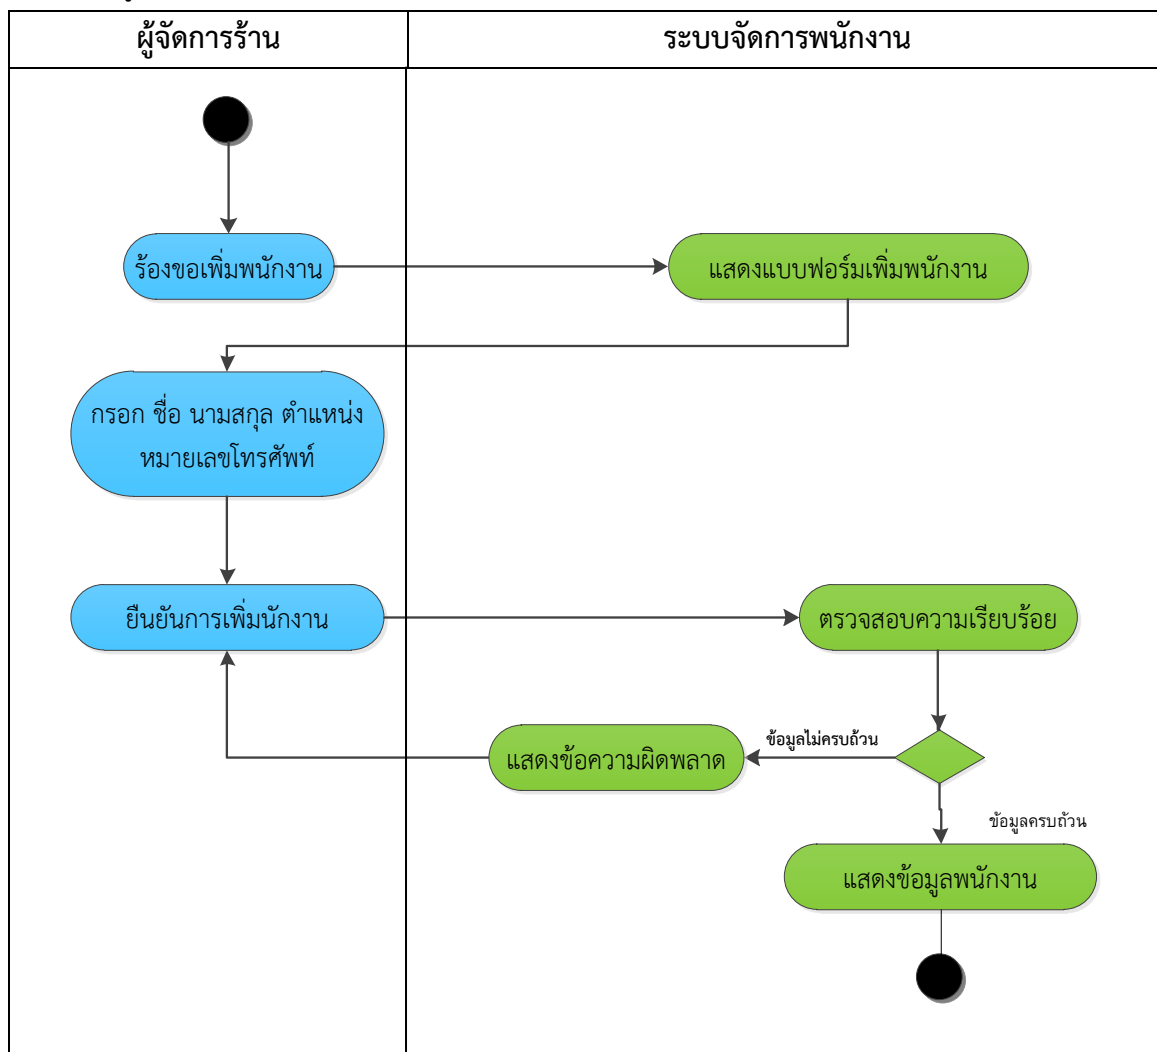 ผู้จัดการร้าน
ระบบจัดการพนักงาน
ร้องขอเพิ่มพนักงาน
แสดงแบบฟอร์มเพิ่มพนักงาน
กรอก ชื่อ นามสกุล ตำแหน่ง
หมายเลขโทรศัพท์
ยืนยันการเพิ่มนักงาน
ตรวจสอบความเรียบร้อย
ข้อมูลไม่ครบถ้วน
แสดงข้อความผิดพลาด
ข้อมูลครบถ้วน
แสดงข้อมูลพนักงาน